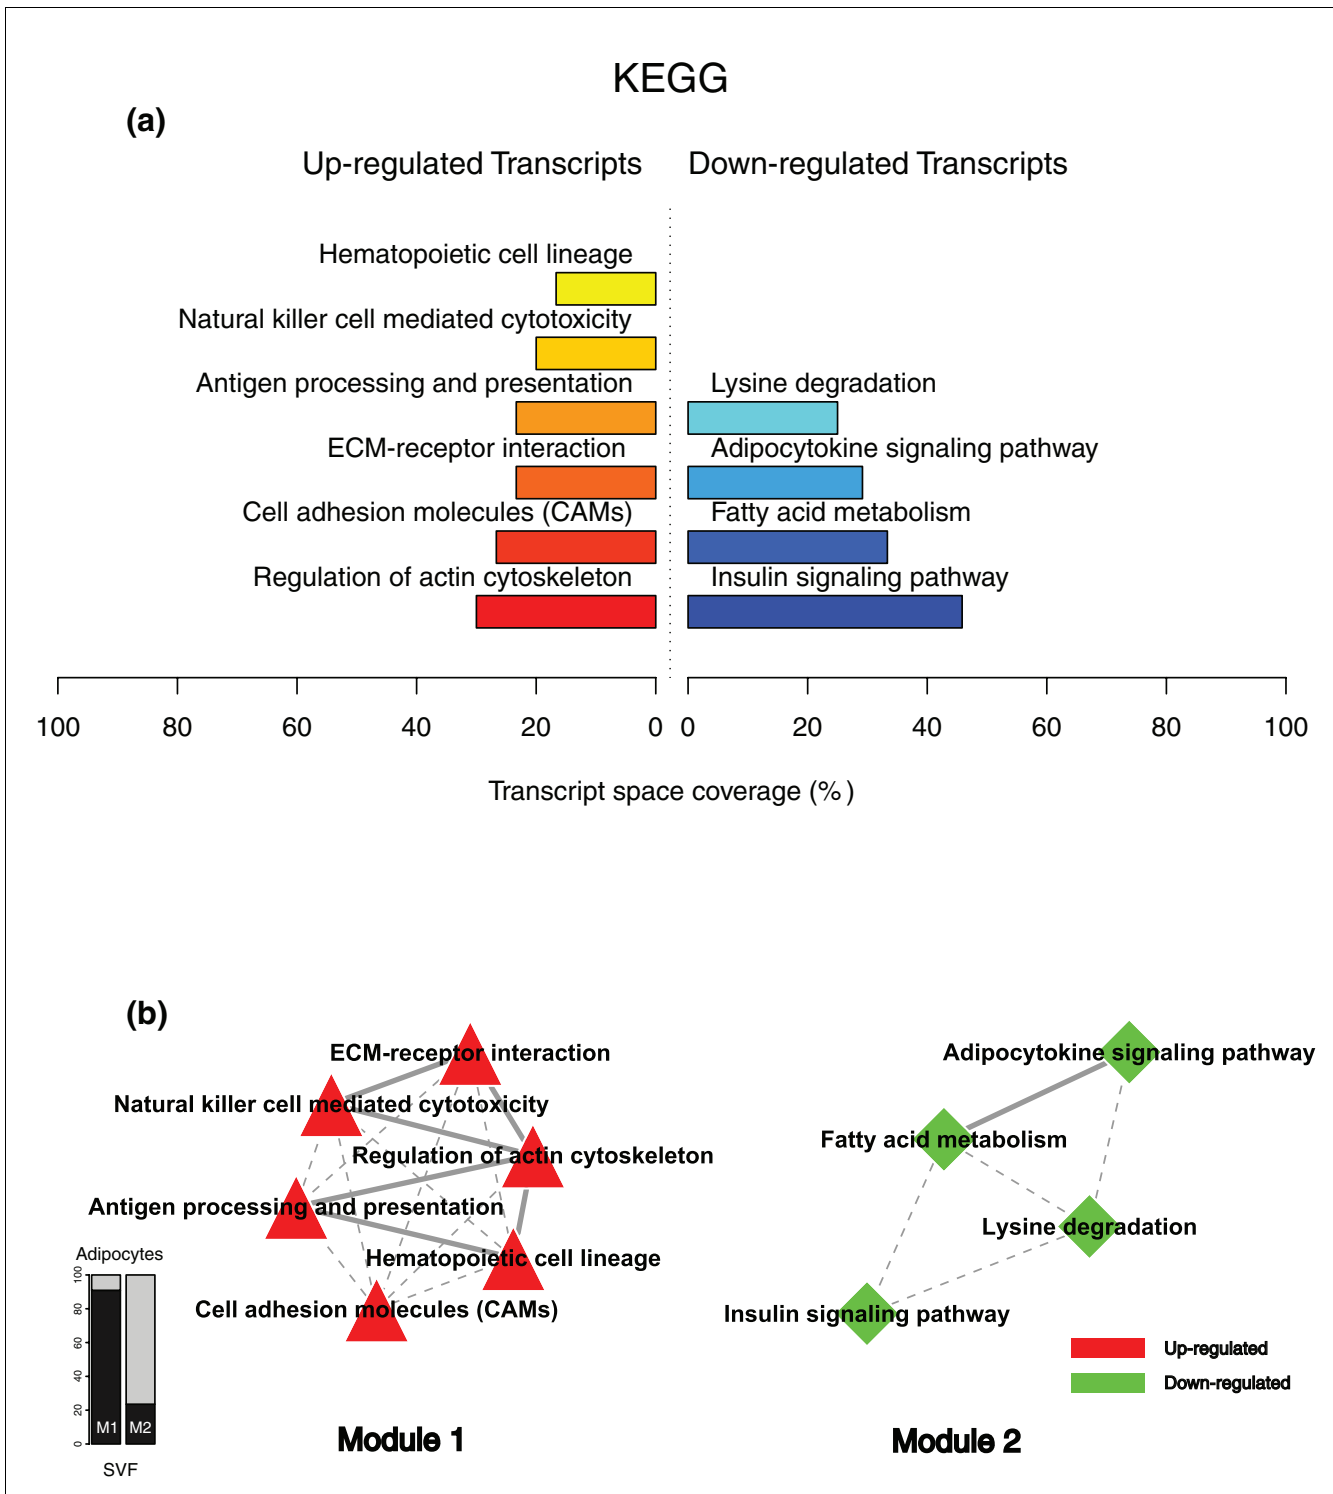 KEGG
(a)
Up-regulated Transcripts
Down-regulated Transcripts
Hematopoietic cell lineage
Natural killer cell mediated cytotoxicity
Antigen processing and presentation
Lysine degradation
ECM-receptor interaction
Adipocytokine signaling pathway
Cell adhesion molecules (CAMs)
Fatty acid metabolism
Regulation of actin cytoskeleton
Insulin signaling pathway
100 80 60 40 20 0 0 20 40 60 80 100
Transcript space coverage (%)
(b)
ECM-receptor interaction
Adipocytokine signaling pathway
Natural killer cell mediated cytotoxicity
Fatty acid metabolism
Regulation of actin cytoskeleton
Antigen processing and presentation
Lysine degradation
Hematopoietic cell lineage
Cell adhesion molecules (CAMs)
Insulin signaling pathway
Adipocytes
100
80
60
40
20
0
M1 M2
SVF
Up-regulated
Down-regulated
Module 1
Module 2